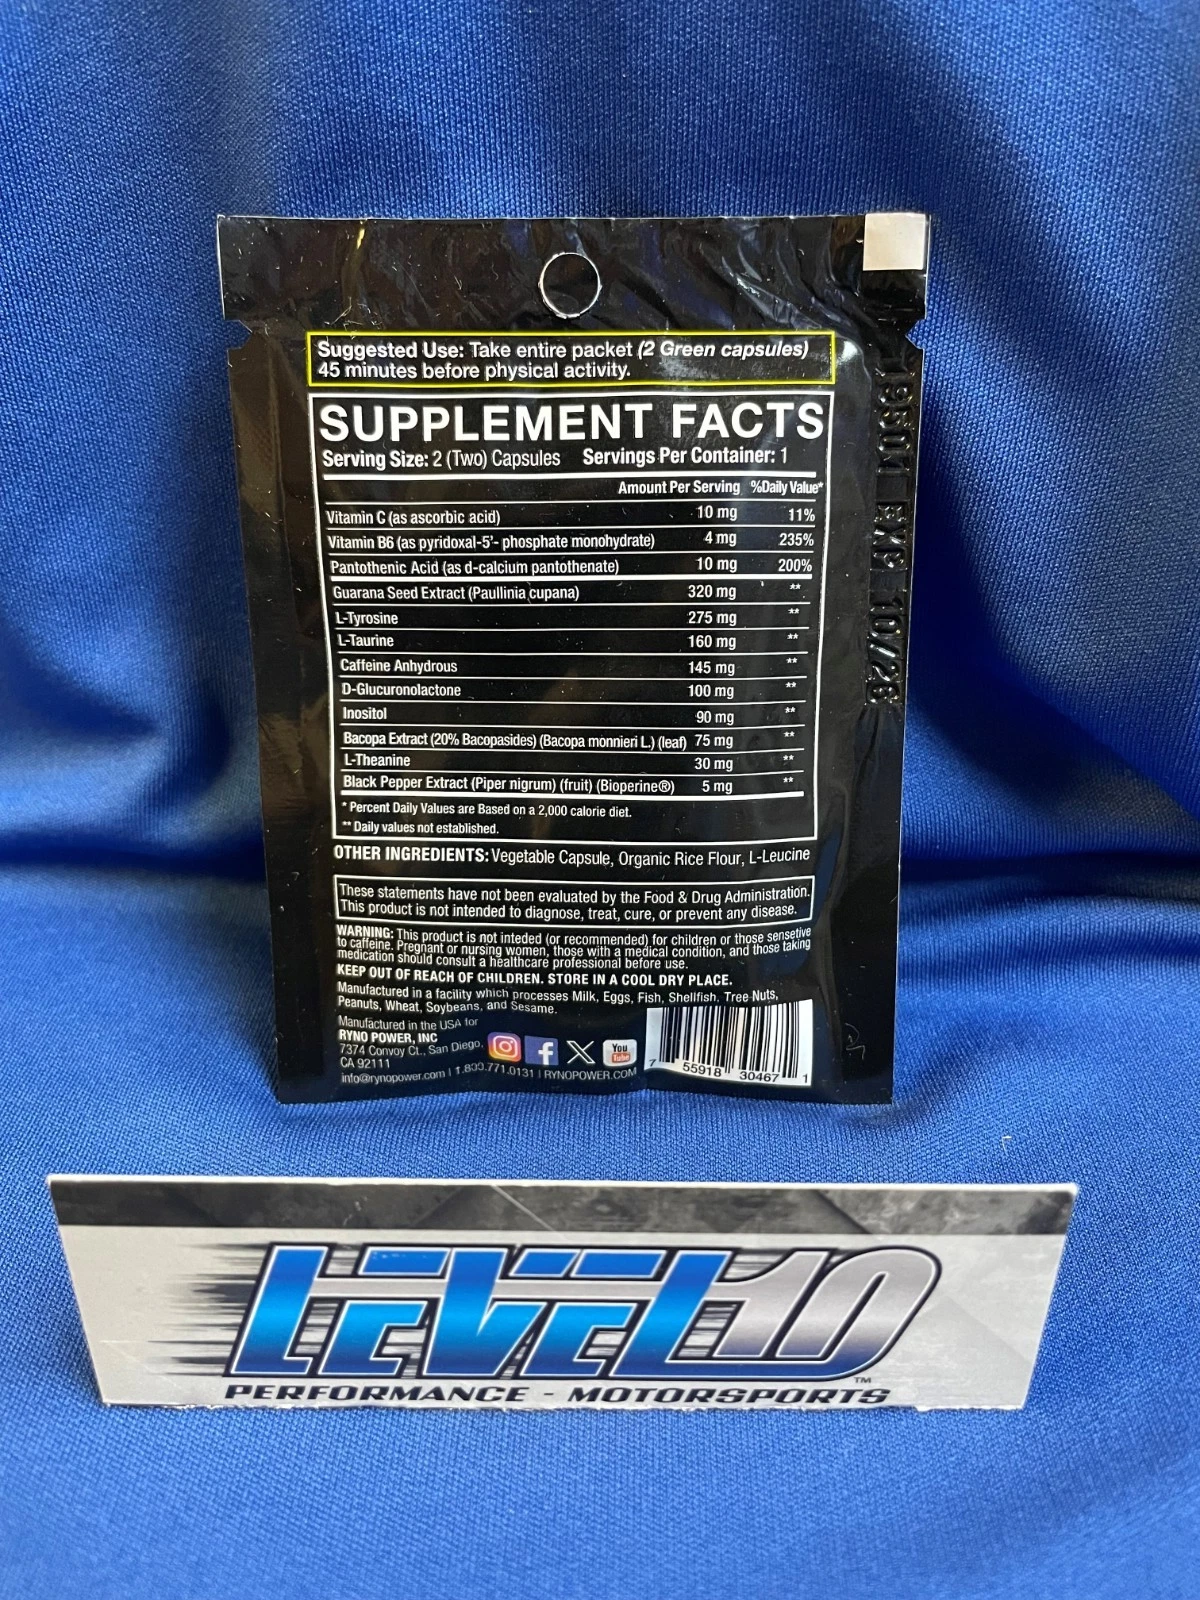 Suggested Use: Take entire packet (2 Green capsules)
45 minutes before physical activity.
SUPPLEMENT FACTS
Serving Size: 2 (Two) Capsules Servings Per Container: 1
Amount Per Serving %Daily Value*
Vitamin C (as ascorbic acid) 10 mg 11%
Vitamin B6 (as pyridoxal-5'- phosphate monohydrate) 4 mg 235%
Pantothenic Acid (as d-calcium pantothenate) 10 mg 200%
Guarana Seed Extract (Paullinia cupana) 320 mg **
L-Tyrosine 275 mg **
L-Taurine 160 mg **
Caffeine Anhydrous 145 mg **
D-Glucuronolactone 100 mg **
Inositol 90 mg **
Bacopa Extract (20% Bacopasides) (Bacopa monnieri L.) (leaf) 75 mg **
L-Theanine 30 mg **
Black Pepper Extract (Piper nigrum) (fruit) (Bioperine®) 5 mg **
* Percent Daily Values are Based on a 2,000 calorie diet.
** Daily values not established.
OTHER INGREDIENTS: Vegetable Capsule, Organic Rice Flour, L-Leucine
These statements have not been evaluated by the Food & Drug Administration.
This product is not intended to diagnose, treat, cure, or prevent any disease.
WARNING: This product is not inteded (or recommended) for children or those sensetive
to caffeine. Pregnant or nursing women, those with a medical condition, and those taking
medication should consult a healthcare professional before use.
KEEP OUT OF REACH OF CHILDREN. STORE IN A COOL DRY PLACE.
Manufactured in a facility which processes Milk, Eggs, Fish, Shellfish, Tree Nuts,
Peanuts, Wheat, Soybeans, and Sesame.
Manufactured in the USA for
RYNO POWER, INC
7374 Convoy Ct., San Diego,
CA 92111
info@rynopower.com | 1.800.771.0131 | RYNOPOWER.COM
You
Tube
7 55918 30467 1
EXP 10//26
LEVEL 10
TM
PERFORMANCE - MOTORSPORTS